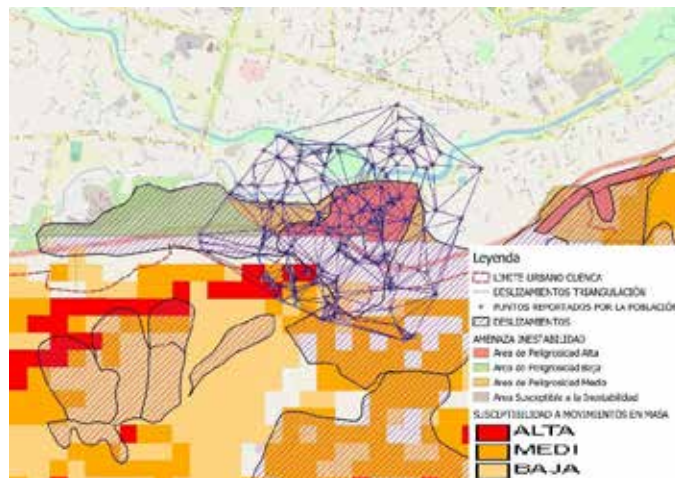 Leyenda
LIMITE URBANO CUENCA
DESLIZAMIENTOS TRIANGULACIÓN
PUNTOS REPORTADOS POR LA POBLACIÓN
DESLIZAMIENTOS
AMENAZA INESTABILIDAD
Area de Peligrosidad Alta
Area de Peligrosidad Baja
Area de Peligrosidad Medio
Area Susceptible a la Inestabilidad
SUSCEPTIBILIDAD A MOVIMIENTOS EN MASA
ALTA
MEDI
BAJA